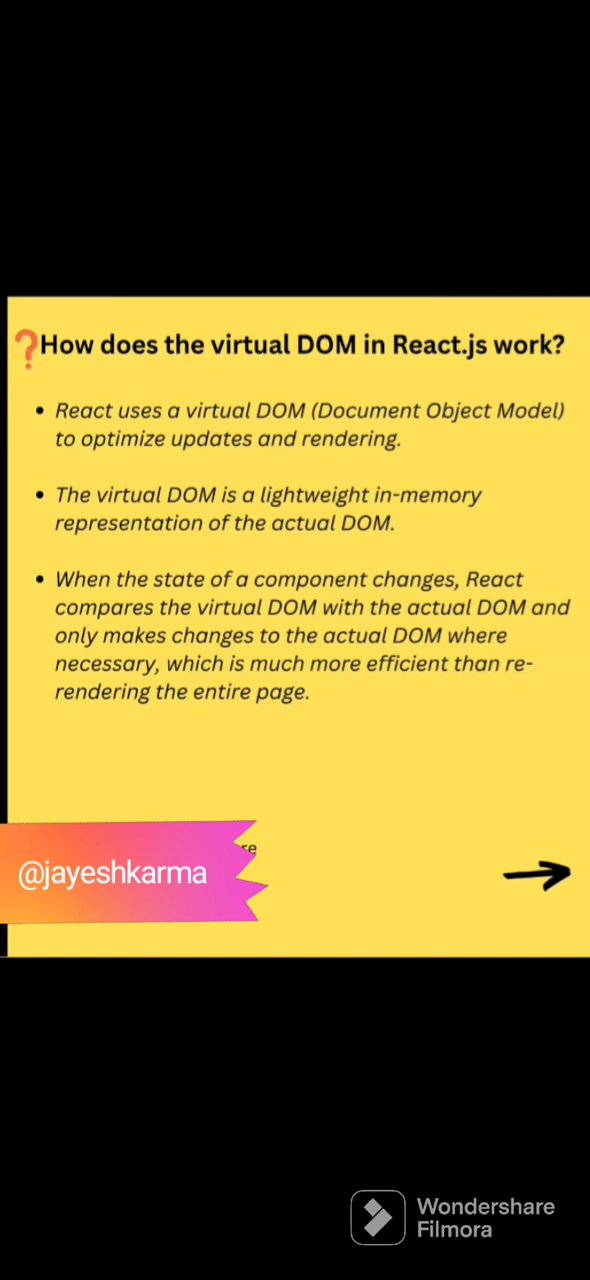 ❓How does the virtual DOM in React.js work?
• React uses a virtual DOM (Document Object Model)
to optimize updates and rendering.
• The virtual DOM is a lightweight in-memory
representation of the actual DOM.
• When the state of a component changes, React
compares the virtual DOM with the actual DOM and
only makes changes to the actual DOM where
necessary, which is much more efficient than re-
rendering the entire page.
@jayeshkarma
Wondershare
Filmora